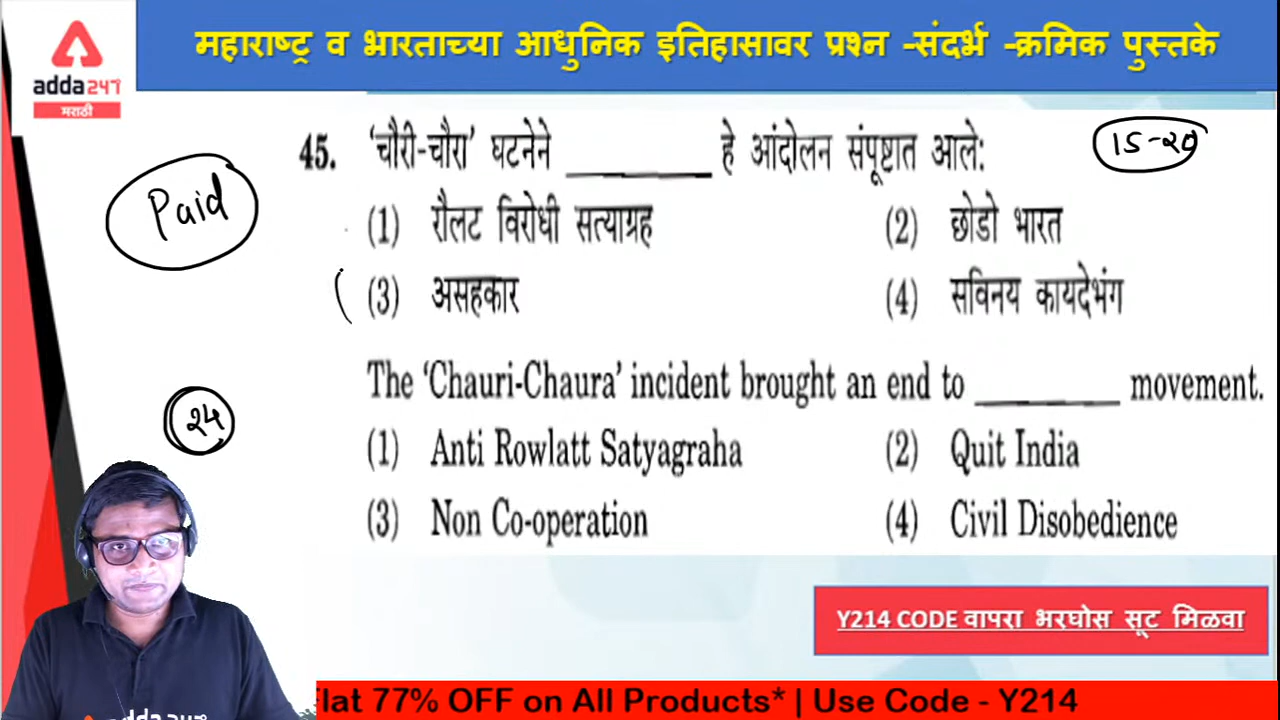 महाराष्ट्र व भारताच्या आधुनिक इतिहासावर प्रश्न -संदर्भ -क्रमिक पुस्तके
adda247
मराठी
45. 'चौरी-चौरा' घटनेने ________ हे आंदोलन संपूष्टात आले:
15-20
Paid
(1) रौलट विरोधी सत्याग्रह (2) छोडो भारत
(3) असहकार (4) सविनय कायदेभंग
The 'Chauri-Chaura' incident brought an end to ________ movement.
24
(1) Anti Rowlatt Satyagraha (2) Quit India
(3) Non Co-operation (4) Civil Disobedience
Y214 CODE वापरा भरघोस सूट मिळवा
Flat 77% OFF on All Products* | Use Code - Y214
adda247